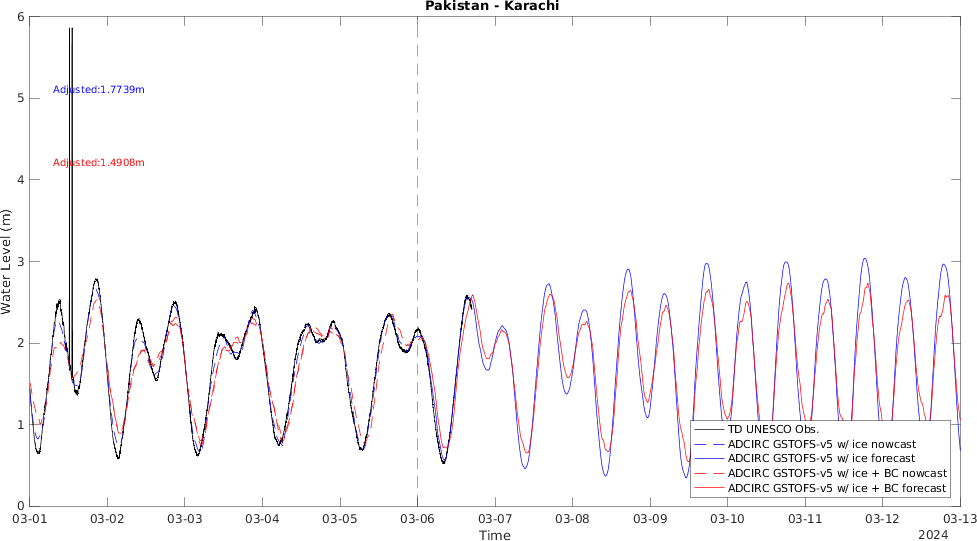 Pakistan - Karachi
6
5
4
3
2
1
0
Water Level (m)
Adjusted:1.7739m
Adjusted:1.4908m
TD UNESCO Obs.
ADCIRC GSTOFS-v5 w/ ice nowcast
ADCIRC GSTOFS-v5 w/ ice forecast
ADCIRC GSTOFS-v5 w/ ice + BC nowcast
ADCIRC GSTOFS-v5 w/ ice + BC forecast
03-01 03-02 03-03 03-04 03-05 03-06 03-07 03-08 03-09 03-10 03-11 03-12 03-13
Time
2024